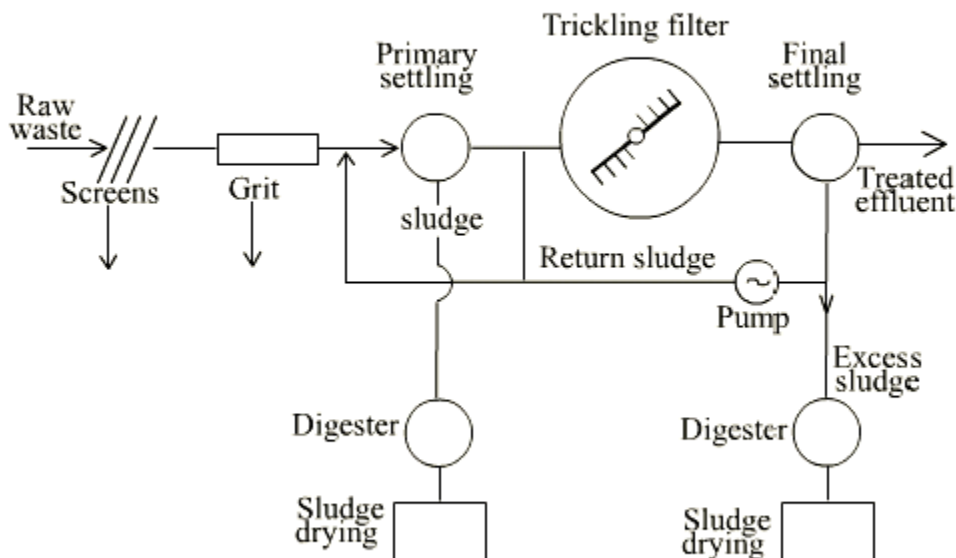 Trickling filter
Primary
settling
Final
settling
Raw
waste
Screens
Grit
sludge
Treated
effluent
Return sludge
Pump
Excess
sludge
Digester
Digester
Sludge
drying
Sludge
drying